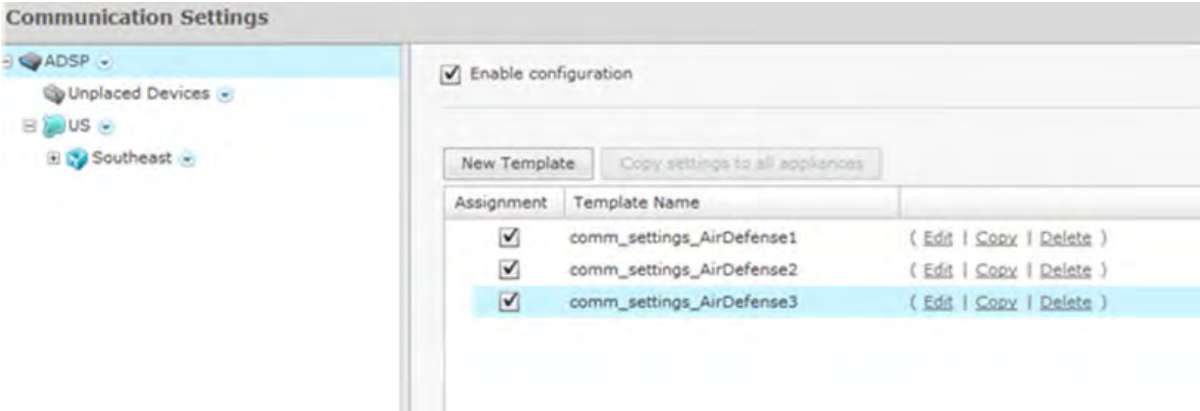 Communication Settings
ADSP
Unplaced Devices
US
Southeast
Enable configuration
New Template
Copy settings to all appliances
Assignment Template Name
comm_settings_AirDefense1 ( Edit | Copy | Delete )
comm_settings_AirDefense2 ( Edit | Copy | Delete )
comm_settings_AirDefense3 ( Edit | Copy | Delete )